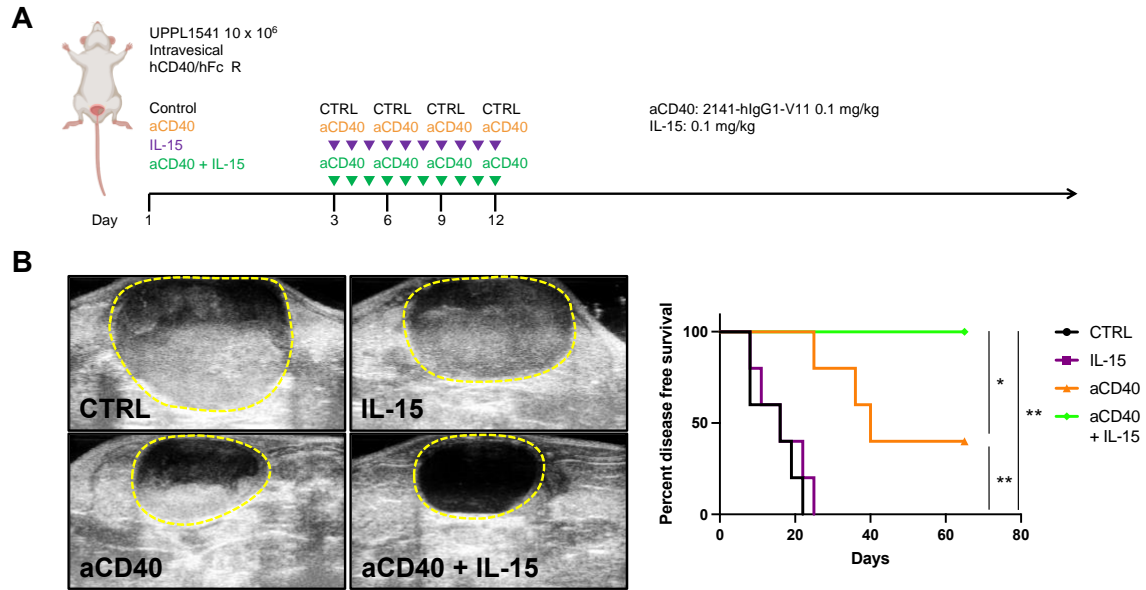 A
UPPL1541 10 x 10⁶
Intravesical
hCD40/hFc R
Control
CTRL CTRL CTRL CTRL
aCD40: 2141-hIgG1-V11 0.1 mg/kg
aCD40
aCD40 aCD40 aCD40 aCD40
IL-15: 0.1 mg/kg
IL-15
aCD40 + IL-15
aCD40 aCD40 aCD40 aCD40
Day 1 3 6 9 12
B
CTRL
IL-15
aCD40
aCD40 + IL-15
Percent disease free survival
100
50
0
0 20 40 60 80
Days
*
**
**
CTRL
IL-15
aCD40
aCD40
+ IL-15